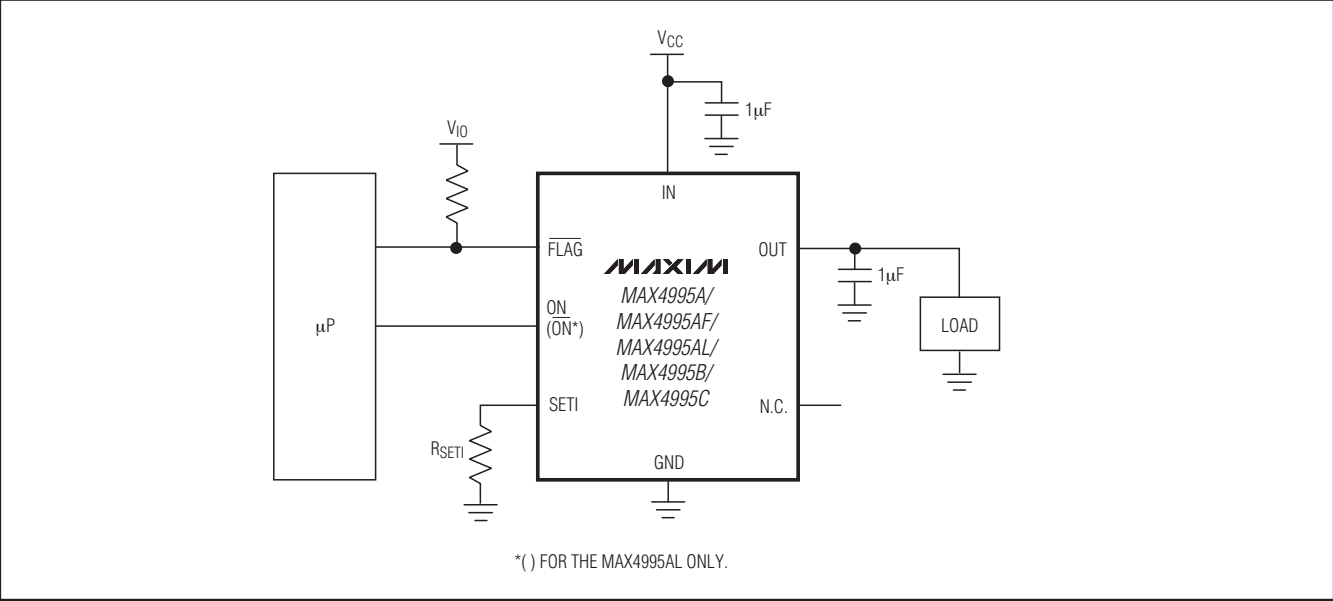 V_CC
1µF
V_IO
IN
FLAG
OUT
MAXIM
1µF
MAX4995A/
ON
MAX4995AF/
(ON*)
µP
LOAD
MAX4995AL/
MAX4995B/
MAX4995C
SETI
N.C.
R_SETI
GND
*( ) FOR THE MAX4995AL ONLY.